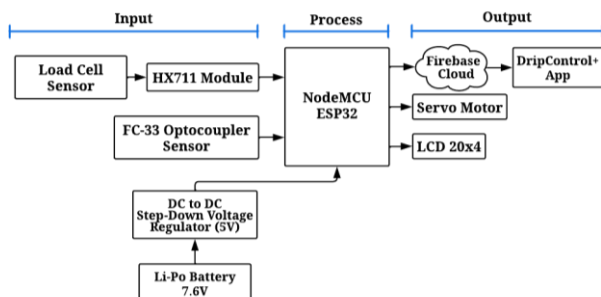 Input
Process
Output
Load Cell
Sensor
HX711 Module
FC-33 Optocoupler
Sensor
NodeMCU
ESP32
Firebase
Cloud
DripControl+
App
Servo Motor
LCD 20x4
DC to DC
Step-Down Voltage
Regulator (5V)
Li-Po Battery
7.6V